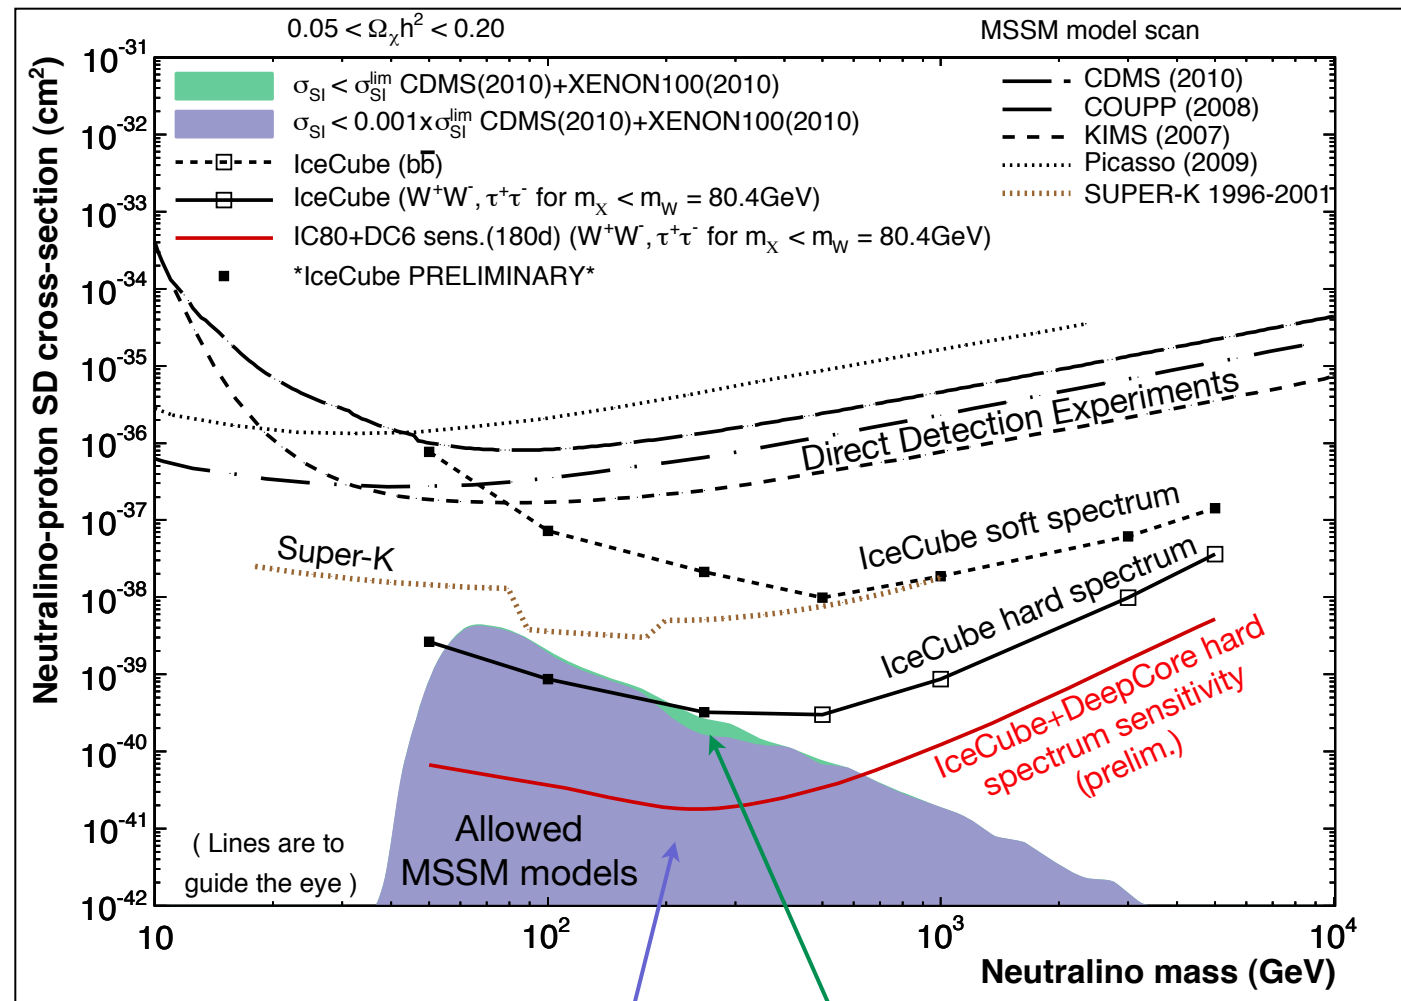 0.05 < Ωχh² < 0.20
MSSM model scan
σSI < σSI^lim CDMS(2010)+XENON100(2010)
σSI < 0.001xσSI^lim CDMS(2010)+XENON100(2010)
IceCube (bb̅)
IceCube (W⁺W⁻, τ⁺τ⁻ for mχ < mW = 80.4GeV)
IC80+DC6 sens.(180d) (W⁺W⁻, τ⁺τ⁻ for mχ < mW = 80.4GeV)
*IceCube PRELIMINARY*
CDMS (2010)
COUPP (2008)
KIMS (2007)
Picasso (2009)
SUPER-K 1996-2001
Neutralino-proton SD cross-section (cm²)
10⁻³¹
10⁻³²
10⁻³³
10⁻³⁴
10⁻³⁵
10⁻³⁶
10⁻³⁷
10⁻³⁸
10⁻³⁹
10⁻⁴⁰
10⁻⁴¹
10⁻⁴²
Direct Detection Experiments
Super-K
IceCube soft spectrum
IceCube hard spectrum
IceCube+DeepCore hard
spectrum sensitivity
(prelim.)
Allowed
MSSM models
( Lines are to
guide the eye )
10
10²
10³
10⁴
Neutralino mass (GeV)